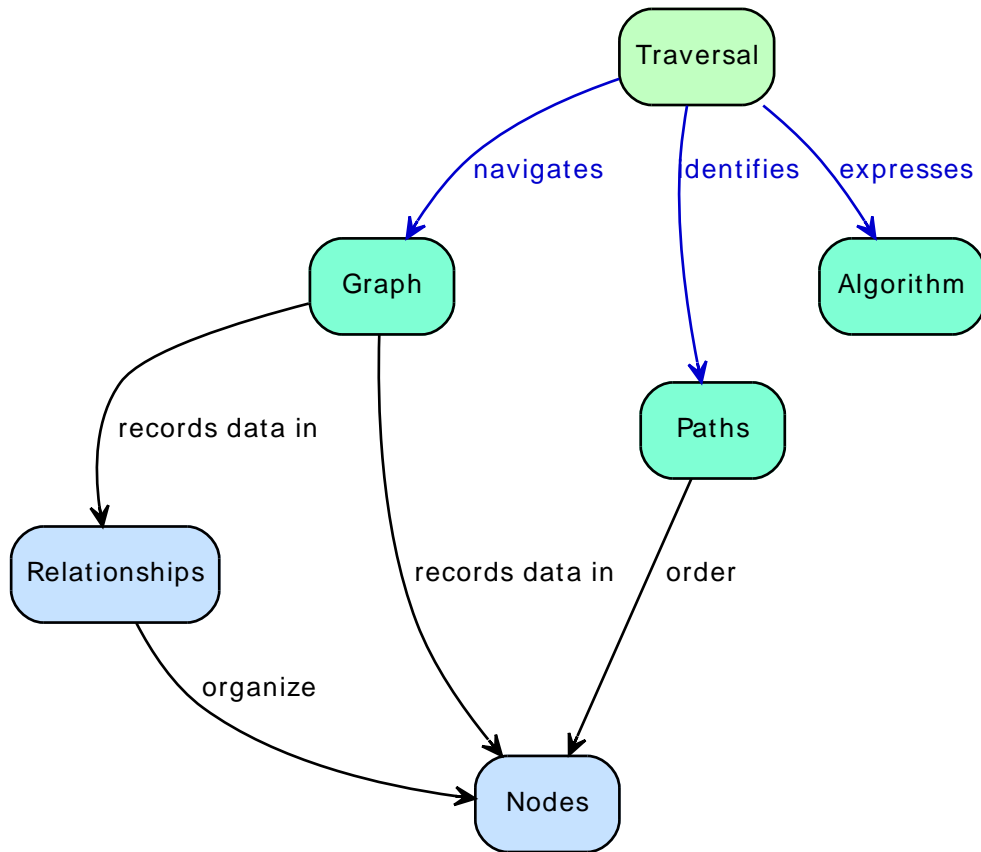 Traversal
navigates
identifies
expresses
Graph
Algorithm
records data in
Paths
Relationships
records data in
order
organize
Nodes